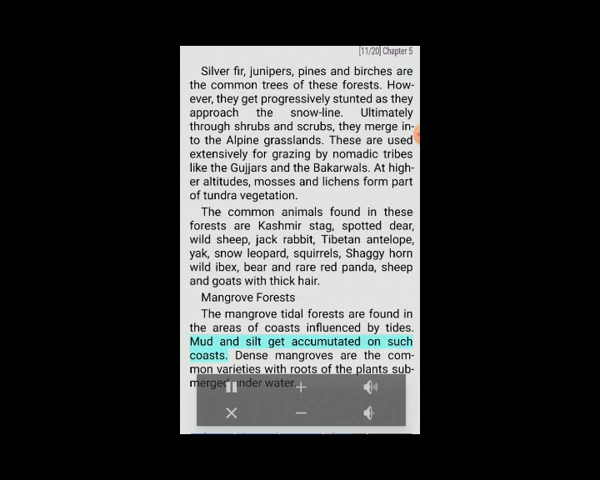 [11/20] Chapter 5
Silver fir, junipers, pines and birches are
the common trees of these forests. How-
ever, they get progressively stunted as they
approach the snow-line. Ultimately
through shrubs and scrubs, they merge in-
to the Alpine grasslands. These are used
extensively for grazing by nomadic tribes
like the Gujjars and the Bakarwals. At high-
er altitudes, mosses and lichens form part
of tundra vegetation.
The common animals found in these
forests are Kashmir stag, spotted dear,
wild sheep, jack rabbit, Tibetan antelope,
yak, snow leopard, squirrels, Shaggy horn
wild ibex, bear and rare red panda, sheep
and goats with thick hair.
Mangrove Forests
The mangrove tidal forests are found in
the areas of coasts influenced by tides.
Mud and silt get accumutated on such
coasts. Dense mangroves are the com-
mon varieties with roots of the plants sub-
merged under water.